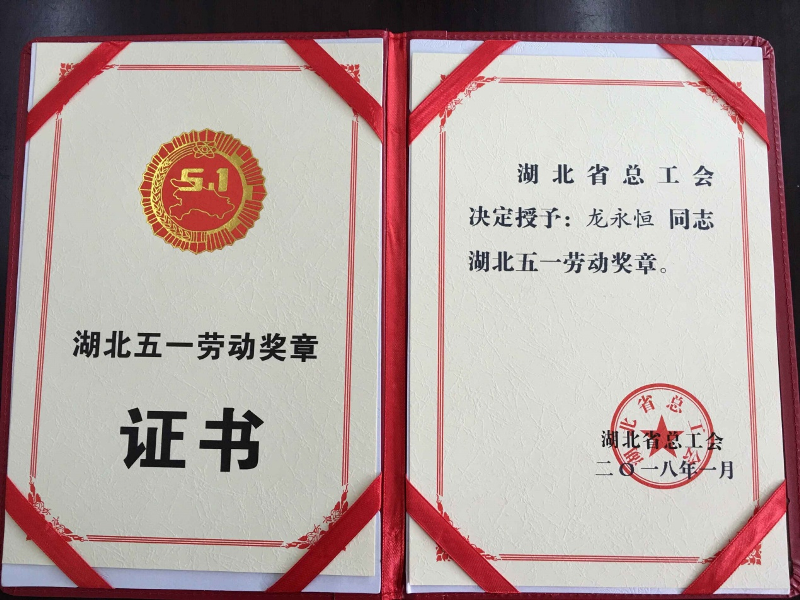 5.1
湖北五一劳动奖章
证书
湖北省总工会
决定授予：龙永恒 同志
湖北五一劳动奖章。
湖北省总工会
湖北省总工会
二〇一八年一月